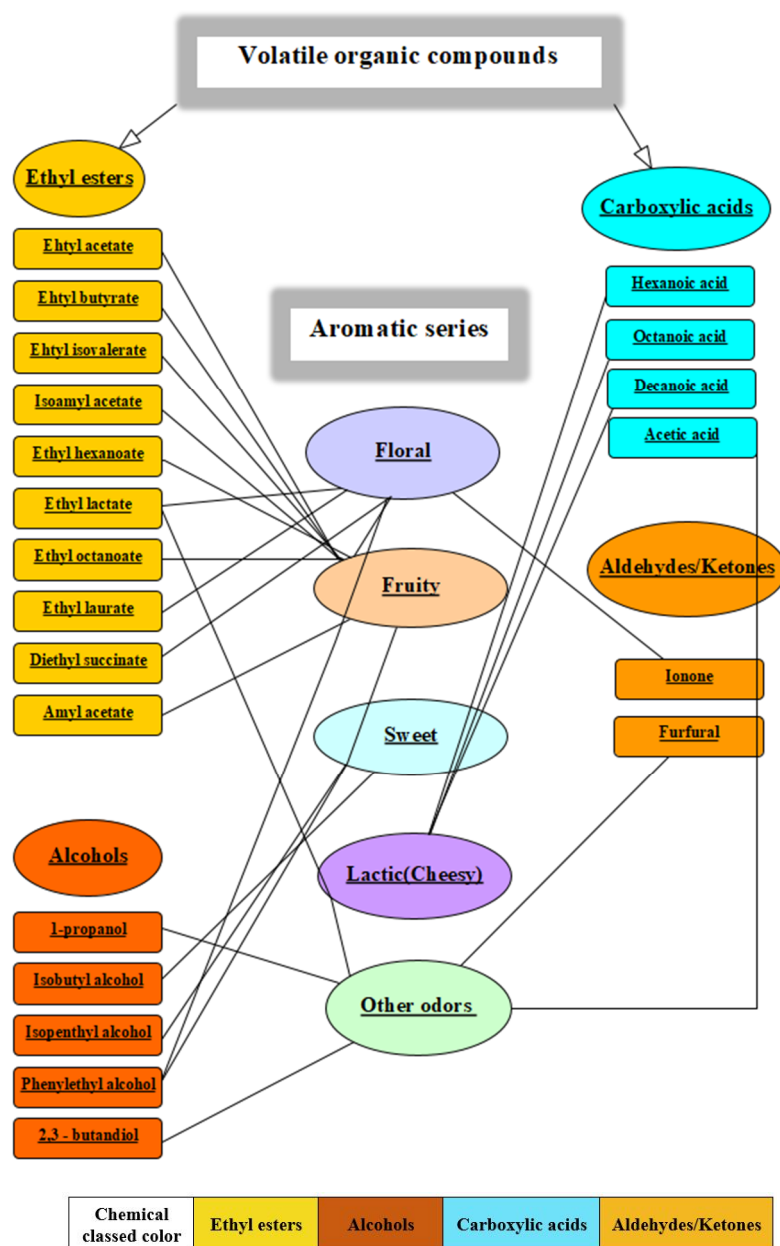 Volatile organic compounds
Ethyl esters
Ehtyl acetate
Ehtyl butyrate
Ehtyl isovalerate
Isoamyl acetate
Ethyl hexanoate
Ethyl lactate
Ethyl octanoate
Ethyl laurate
Diethyl succinate
Amyl acetate
Alcohols
1-propanol
Isobutyl alcohol
Isopenthyl alcohol
Phenylethyl alcohol
2,3 - butandiol
Aromatic series
Floral
Fruity
Sweet
Lactic(Cheesy)
Other odors
Carboxylic acids
Hexanoic acid
Octanoic acid
Decanoic acid
Acetic acid
Aldehydes/Ketones
Ionone
Furfural
Chemical
classed color
Ethyl esters
Alcohols
Carboxylic acids
Aldehydes/Ketones